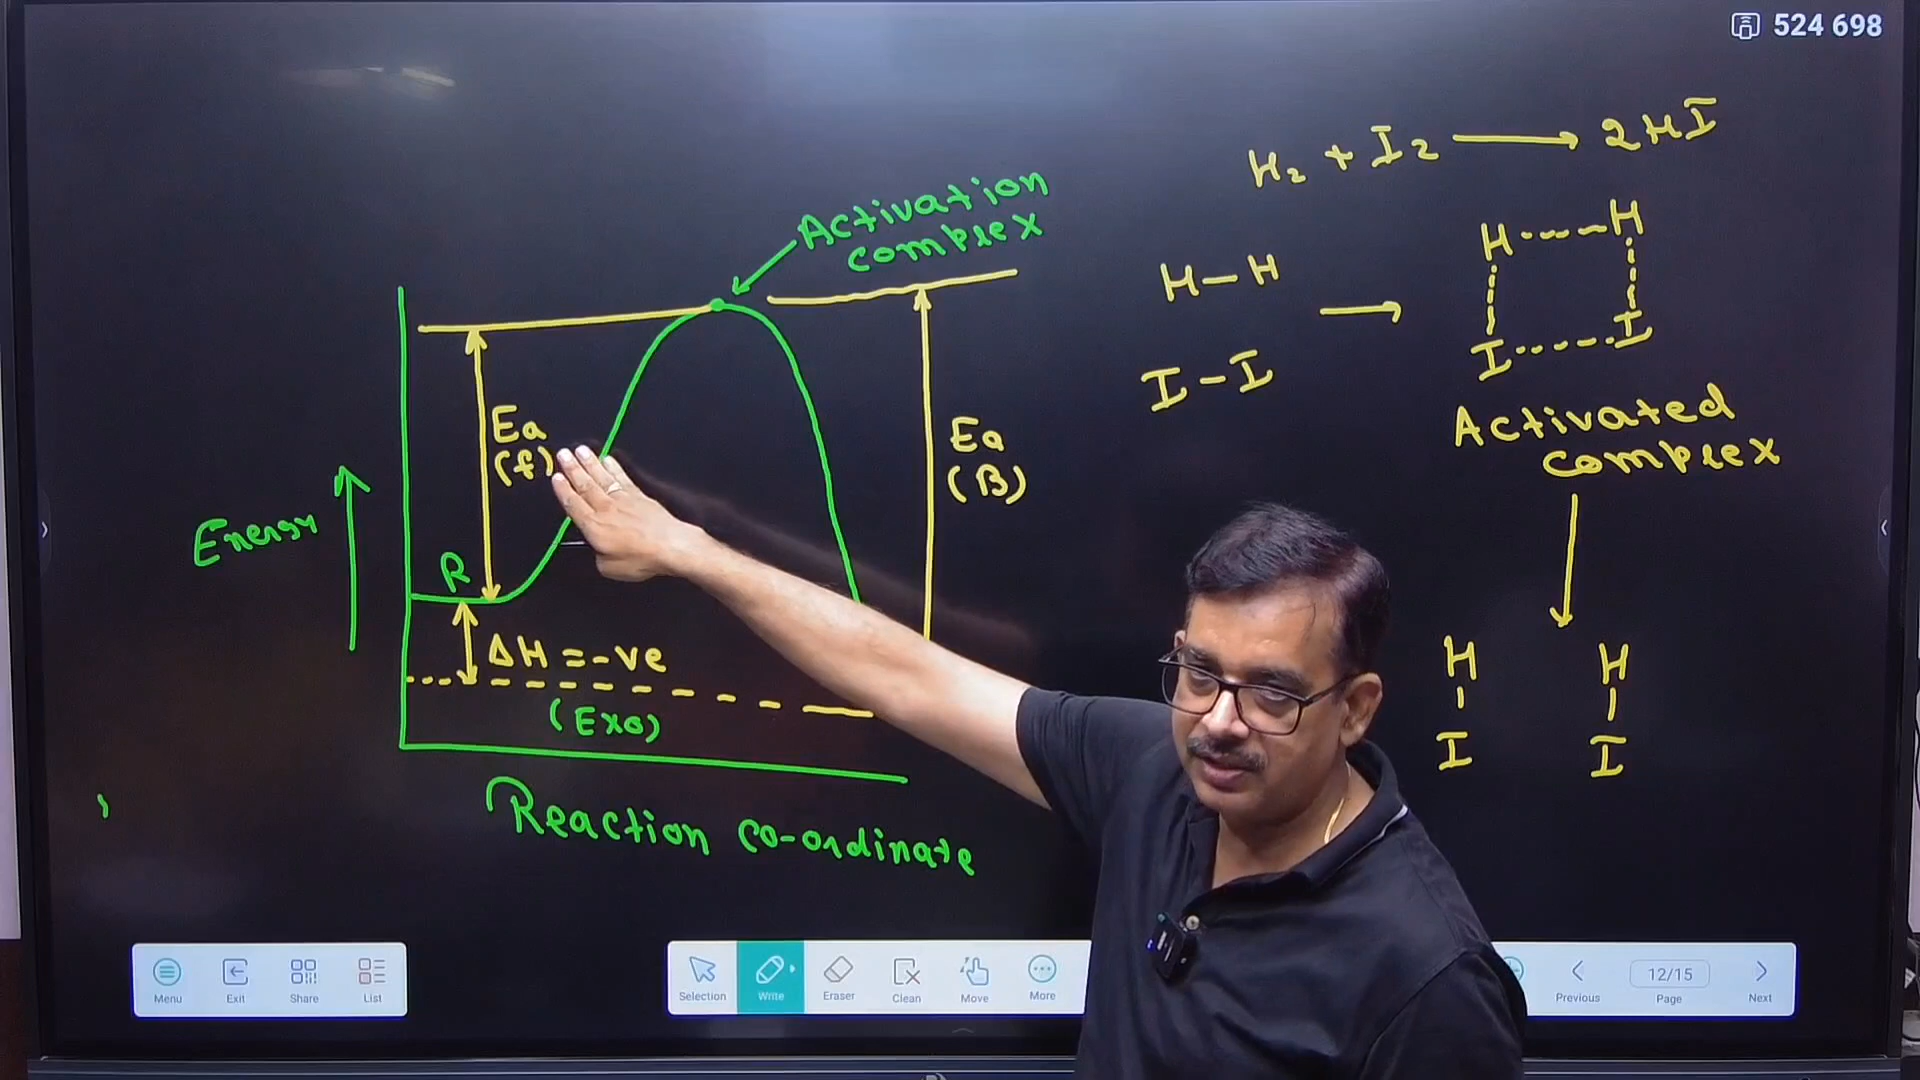 524 698
H₂ + I₂ ⟶ 2HI
Activation
complex
H---H
H-H
I-I
I-----I
Activated
complex
Ea
(f)
Ea
(B)
Energy
R
ΔH = -ve
(Exo)
H H
I I
Reaction co-ordinate
Menu Exit Share List
Selection Write Eraser Clean Move More
Previous 12/15 Page Next